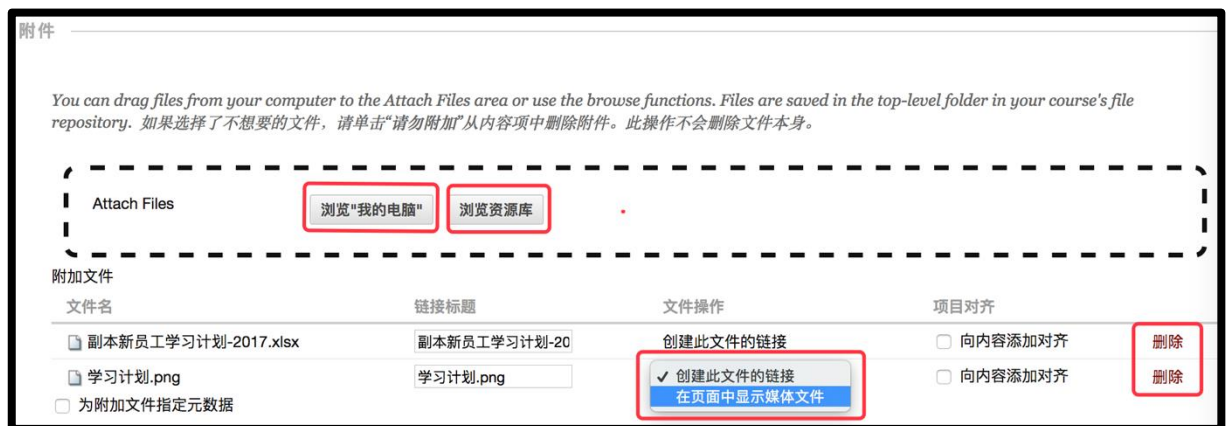 附件
You can drag files from your computer to the Attach Files area or use the browse functions. Files are saved in the top-level folder in your course's file
repository. 如果选择了不想要的文件，请单击“请勿附加”从内容项中删除附件。此操作不会删除文件本身。
Attach Files 浏览"我的电脑" 浏览资源库
附加文件
文件名 链接标题 文件操作 项目对齐
副本新员工学习计划-2017.xlsx 副本新员工学习计划-20 创建此文件的链接 向内容添加对齐 删除
学习计划.png 学习计划.png ✓ 创建此文件的链接 向内容添加对齐 删除
在页面中显示媒体文件
为附加文件指定元数据